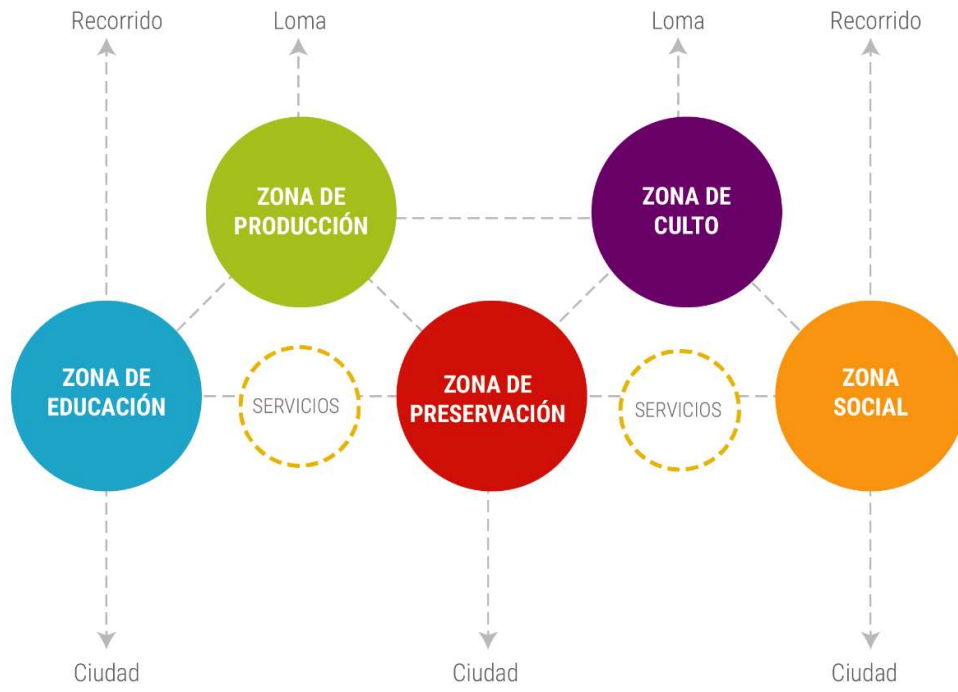 Recorrido
Loma
Loma
Recorrido
ZONA DE
PRODUCCIÓN
ZONA DE
CULTO
ZONA DE
EDUCACIÓN
SERVICIOS
ZONA DE
PRESERVACIÓN
SERVICIOS
ZONA
SOCIAL
Ciudad
Ciudad
Ciudad